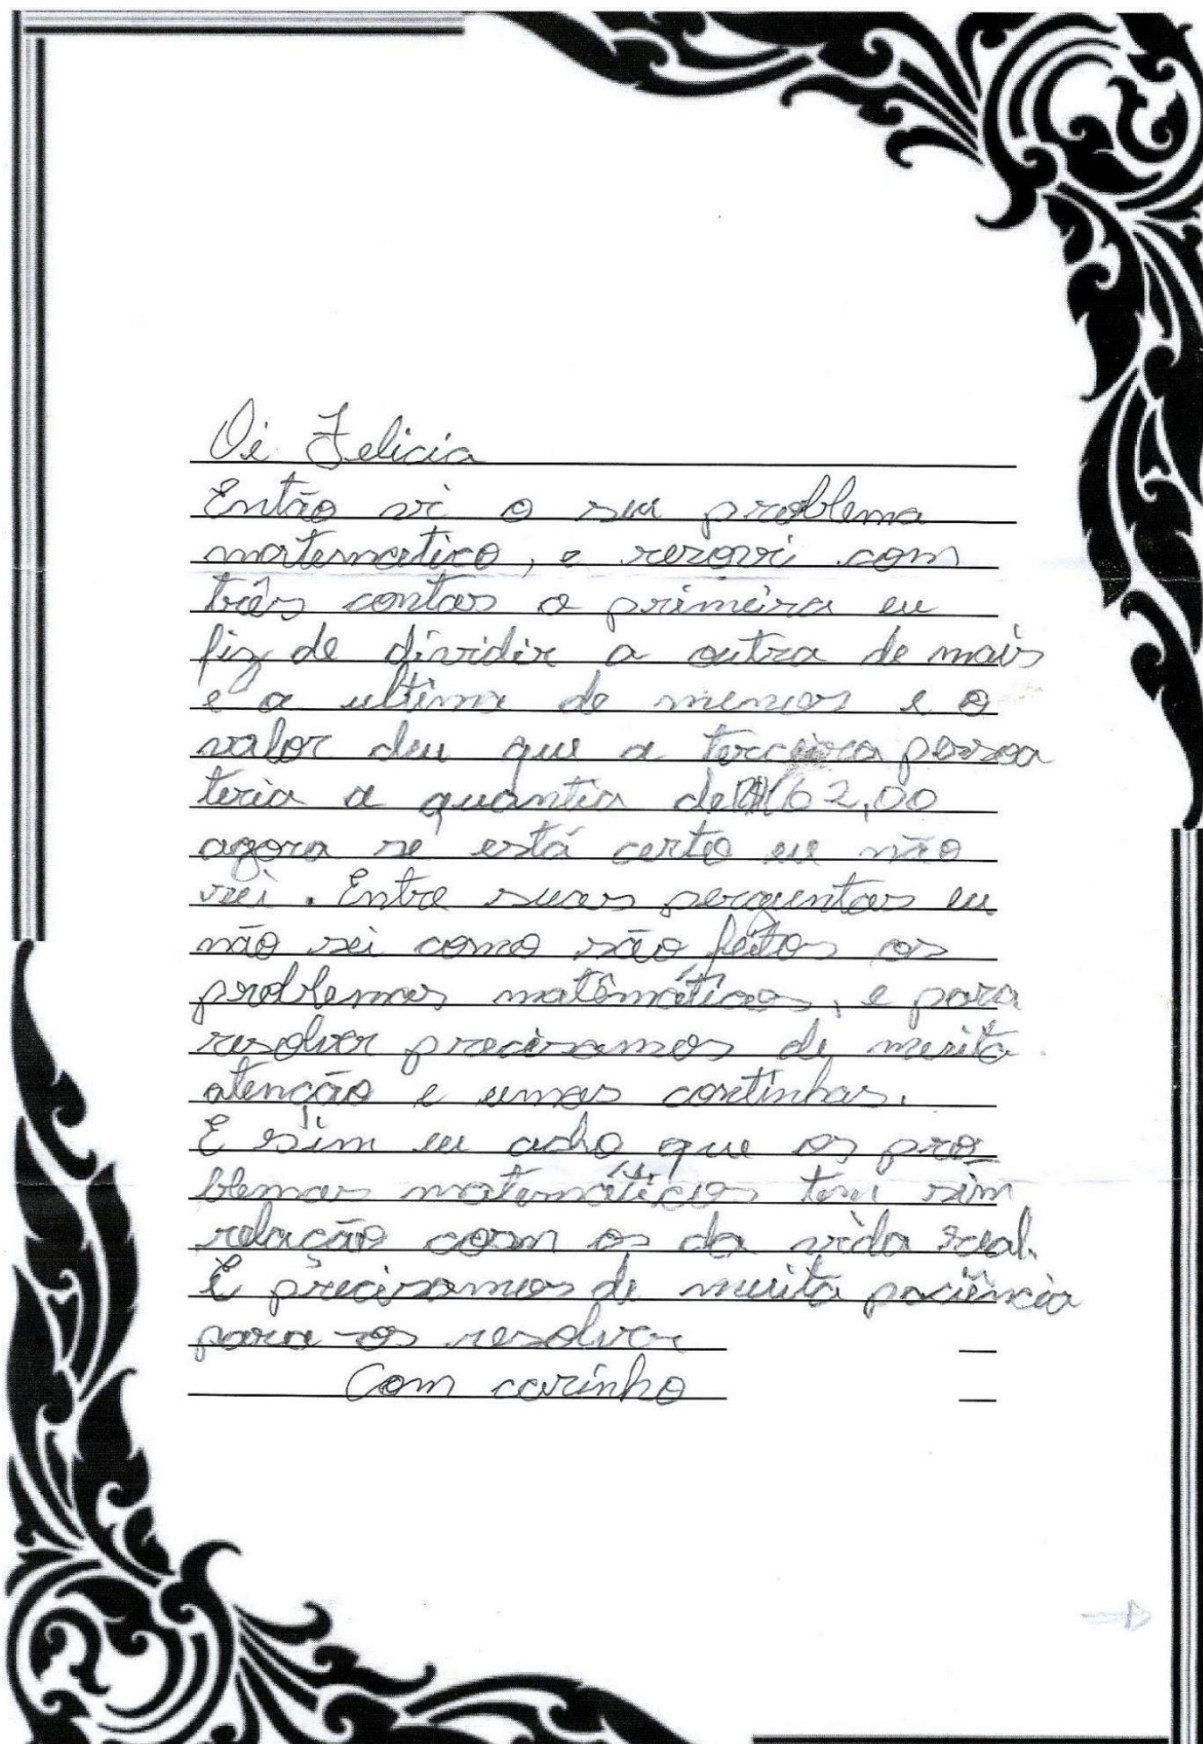 Oi Felicia
Então vi o seu problema
matematico, e rezorvi com
três contas a primeira eu
fiz de dividir a outra de mais
e a ultima de menos e o
valor deu que a terceira pessoa
teria a quantia de R$162,00
agora se está certo eu não
sei. Entre suas perguntas eu
não sei como são feitos os
problemas matemáticos, e para
resolver precisamos de muita
atenção e umas continhas.
E sim eu acho que os pro
blemas matemáticos tem sim
relação com os da vida real.
E precisamos de muita paciência
para os resolver
Com carinho